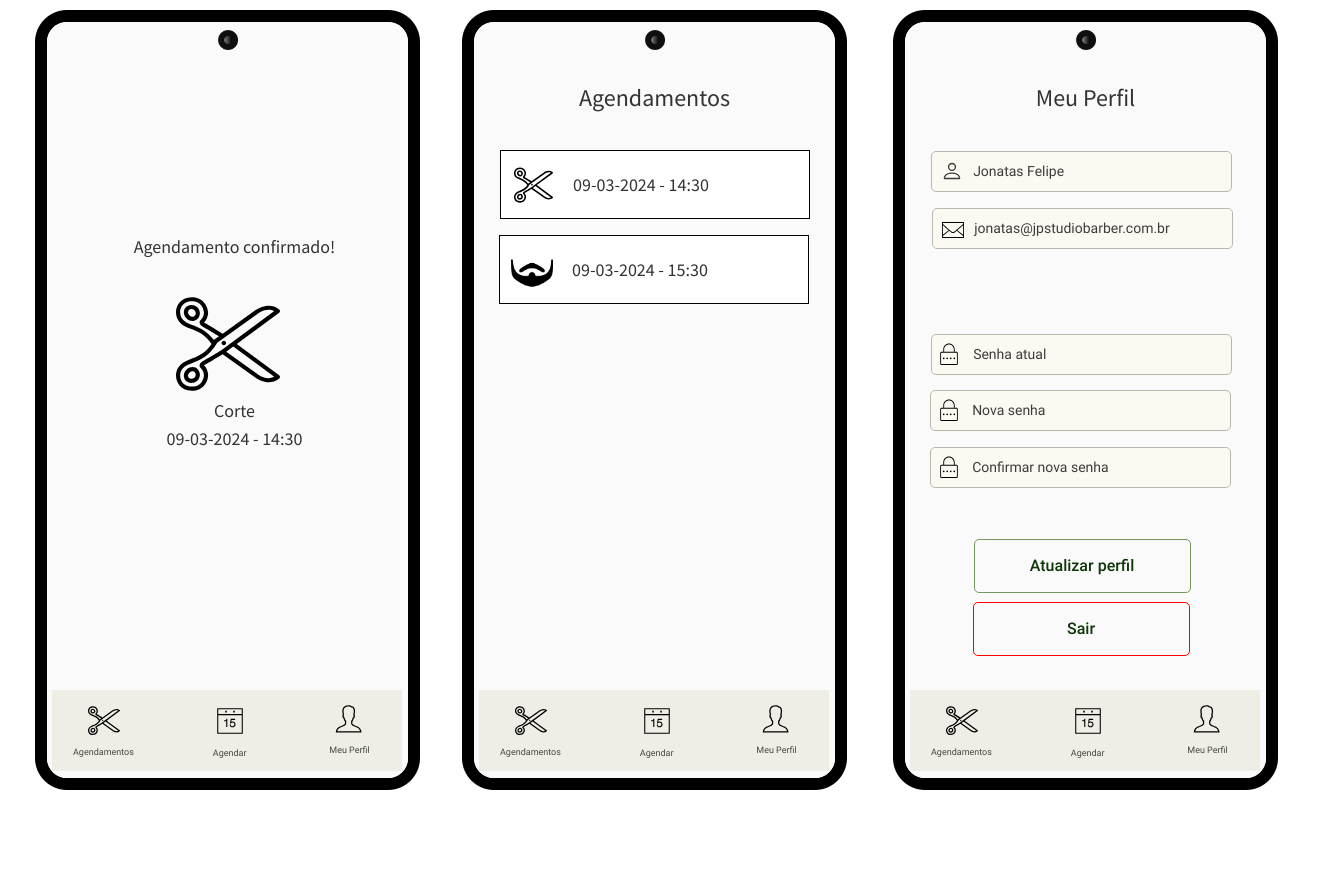 Agendamento confirmado!
Corte
09-03-2024 - 14:30
Agendamentos
Agendar
15
Meu Perfil
Agendamentos
09-03-2024 - 14:30
09-03-2024 - 15:30
Agendamentos
15
Agendar
Meu Perfil
Meu Perfil
Jonatas Felipe
jonatas@jpstudiobarber.com.br
Senha atual
Nova senha
Confirmar nova senha
Atualizar perfil
Sair
Agendamentos
15
Agendar
Meu Perfil